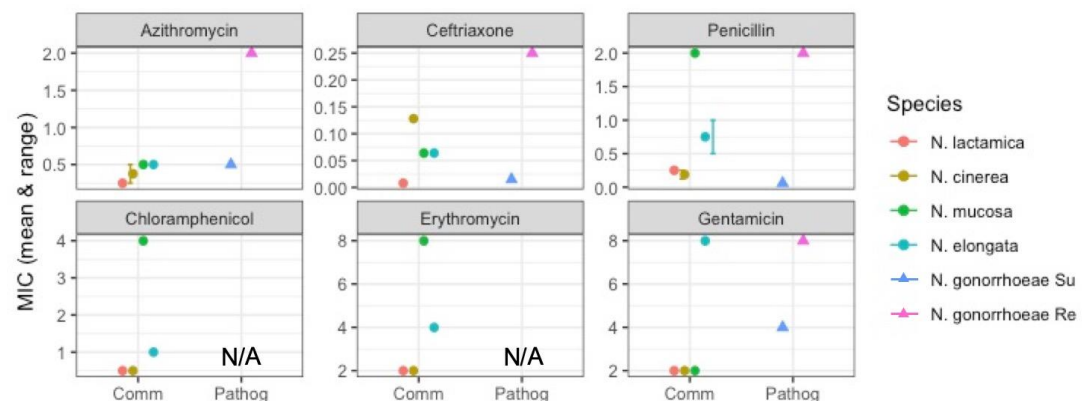 Azithromycin
Ceftriaxone
Penicillin
2.0
1.5
1.0
0.5
0.25
0.20
0.15
0.10
0.05
0.00
2.0
1.5
1.0
0.5
0.0
Chloramphenicol
Erythromycin
Gentamicin
4
3
2
1
8
6
4
2
8
6
4
2
N/A
N/A
Comm
Pathog
Comm
Pathog
Comm
Pathog
MIC (mean & range)
Species
N. lactamica
N. cinerea
N. mucosa
N. elongata
N. gonorrhoeae Su
N. gonorrhoeae Re